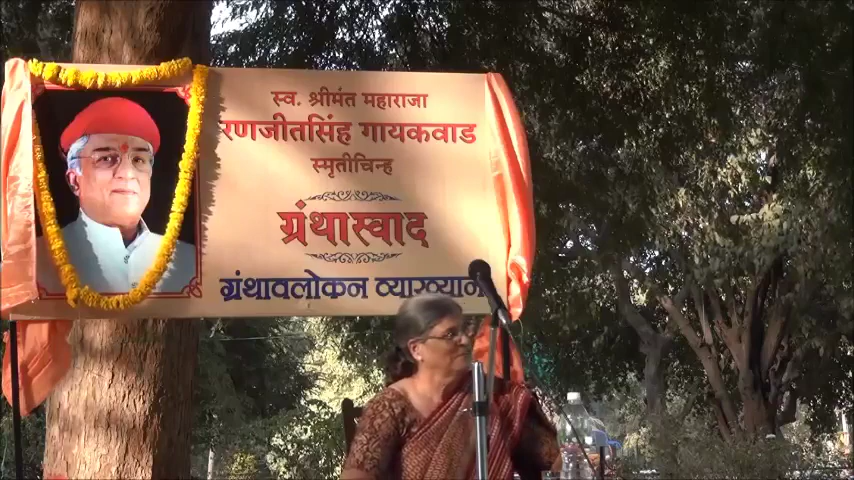 स्व. श्रीमंत महाराजा
रणजीतसिंह गायकवाड
स्मृतीचिन्ह
ग्रंथास्वाद
ग्रंथावलोकन व्याख्यान